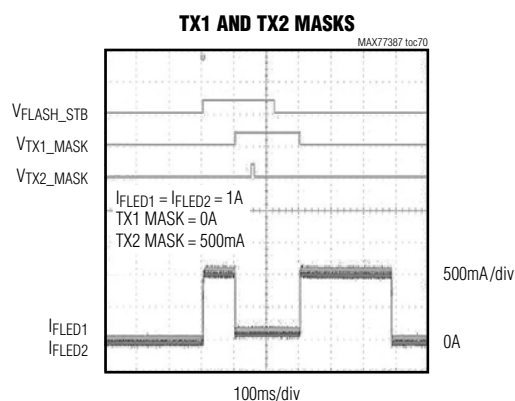 TX1 AND TX2 MASKS
MAX77387 toc70
VFLASH_STB
VTX1_MASK
VTX2_MASK
IFLED1 = IFLED2 = 1A
TX1 MASK = 0A
TX2 MASK = 500mA
500mA/div
IFLED1
IFLED2
0A
100ms/div